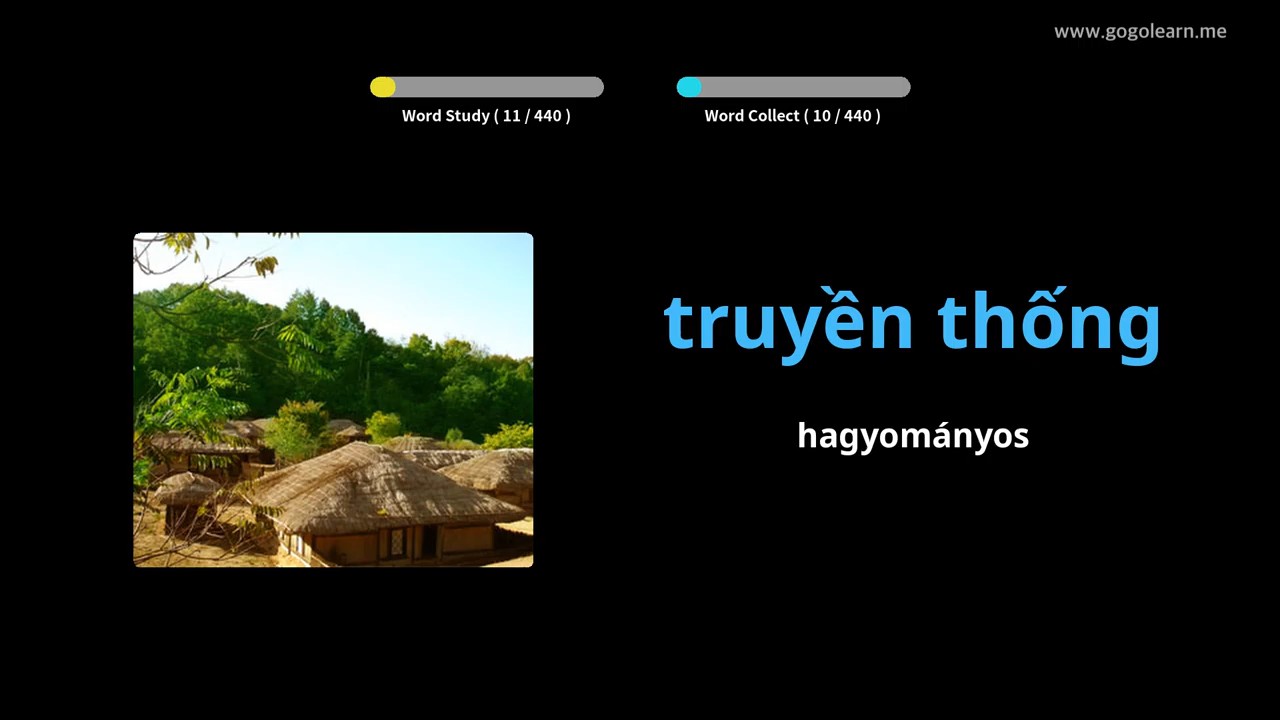 www.gogolearn.me
Word Study ( 11 / 440 )
Word Collect ( 10 / 440 )
truyền thống
hagyományos